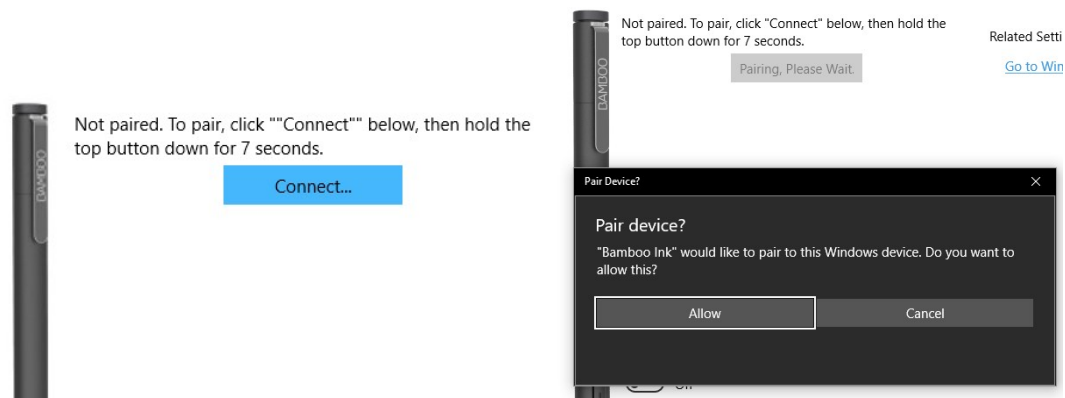 BAMBOO
Not paired. To pair, click ""Connect"" below, then hold the
top button down for 7 seconds.
Connect...
BAMBOO
Not paired. To pair, click "Connect" below, then hold the
top button down for 7 seconds.
Pairing, Please Wait.
Related Setti
Go to Win
Pair Device?
Pair device?
"Bamboo Ink" would like to pair to this Windows device. Do you want to
allow this?
Allow
Cancel